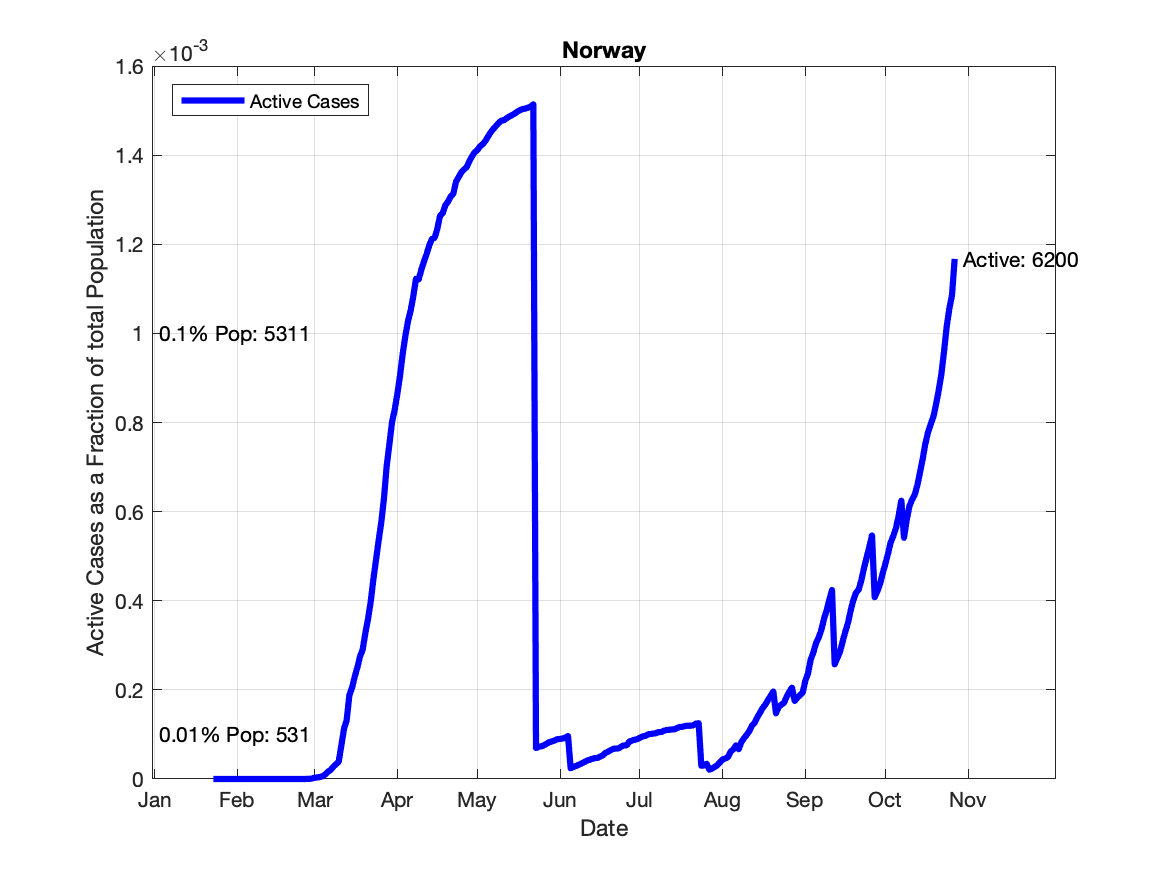 Norway
×10-3
1.6
Active Cases
1.4
1.2
Active: 6200
1
0.1% Pop: 5311
0.8
0.6
0.4
0.2
0.01% Pop: 531
0
Active Cases as a Fraction of total Population
Jan Feb Mar Apr May Jun Jul Aug Sep Oct Nov
Date